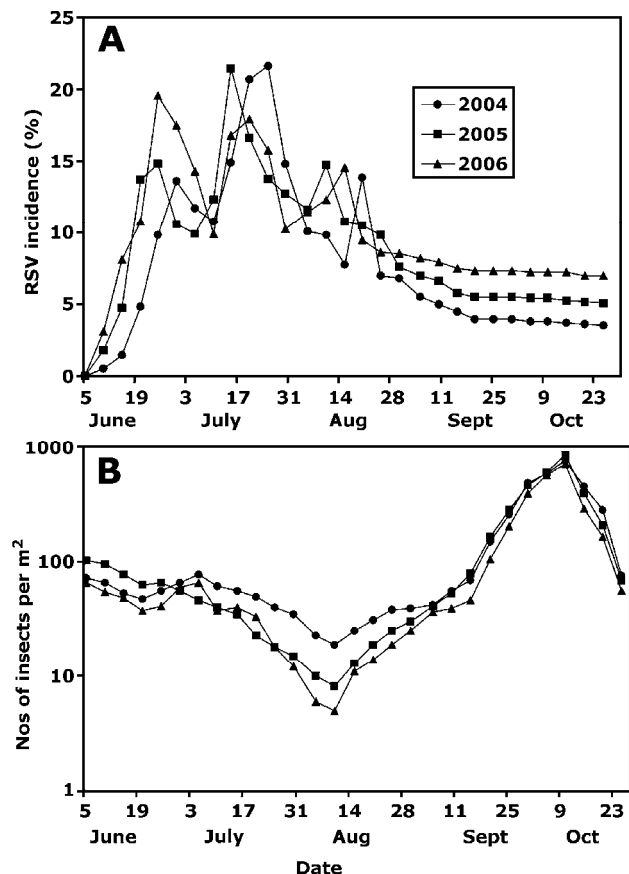 A
25
20
15
10
5
0
RSV incidence (%)
2004
2005
2006
5 19 3 17 31 14 28 11 25 9 23
June July Aug Sept Oct
B
1000
100
10
1
Nos of insects per m²
5 19 3 17 31 14 28 11 25 9 23
June July Aug Sept Oct
Date